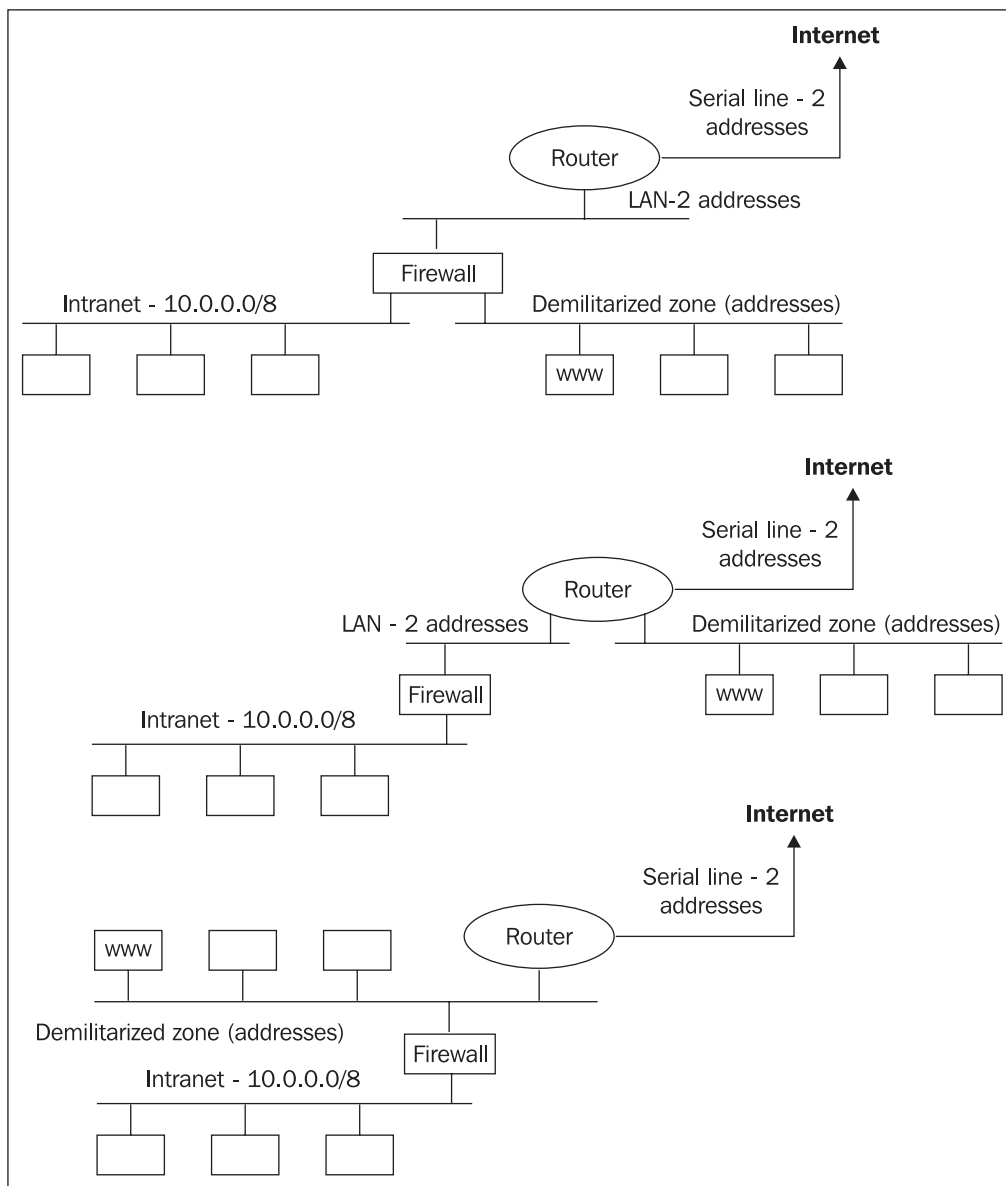 Internet
Serial line - 2
addresses
Router
LAN-2 addresses
Firewall
Intranet - 10.0.0.0/8
Demilitarized zone (addresses)
www
Internet
Serial line - 2
addresses
Router
LAN - 2 addresses
Demilitarized zone (addresses)
Firewall
www
Intranet - 10.0.0.0/8
Internet
Serial line - 2
addresses
Router
www
Demilitarized zone (addresses)
Firewall
Intranet - 10.0.0.0/8